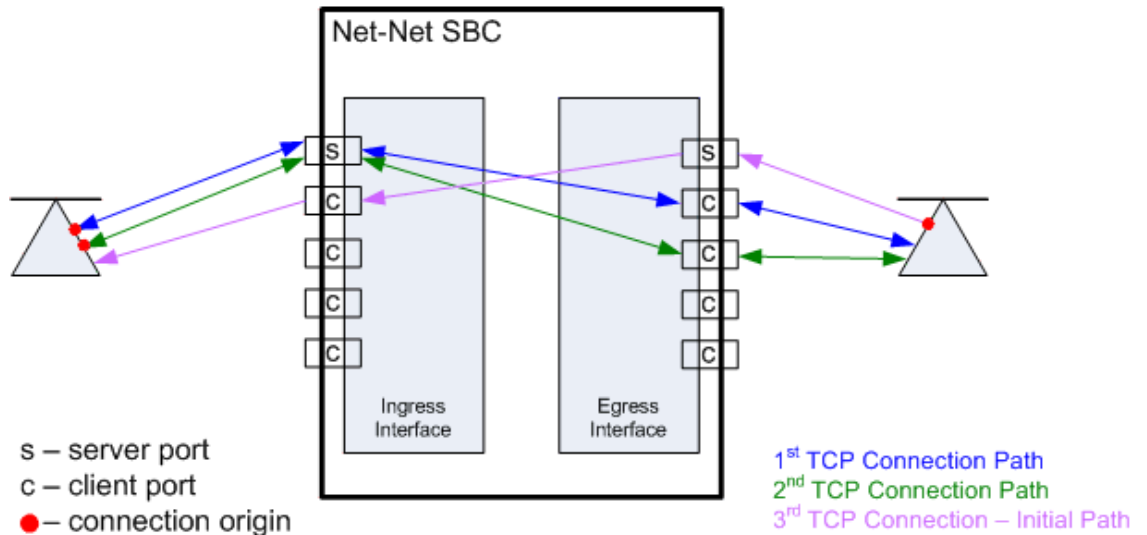 Net-Net SBC
S
C
C
C
C
S
C
C
C
C
Ingress
Interface
Egress
Interface
s – server port
c – client port
– connection origin
1st TCP Connection Path
2nd TCP Connection Path
3rd TCP Connection – Initial Path